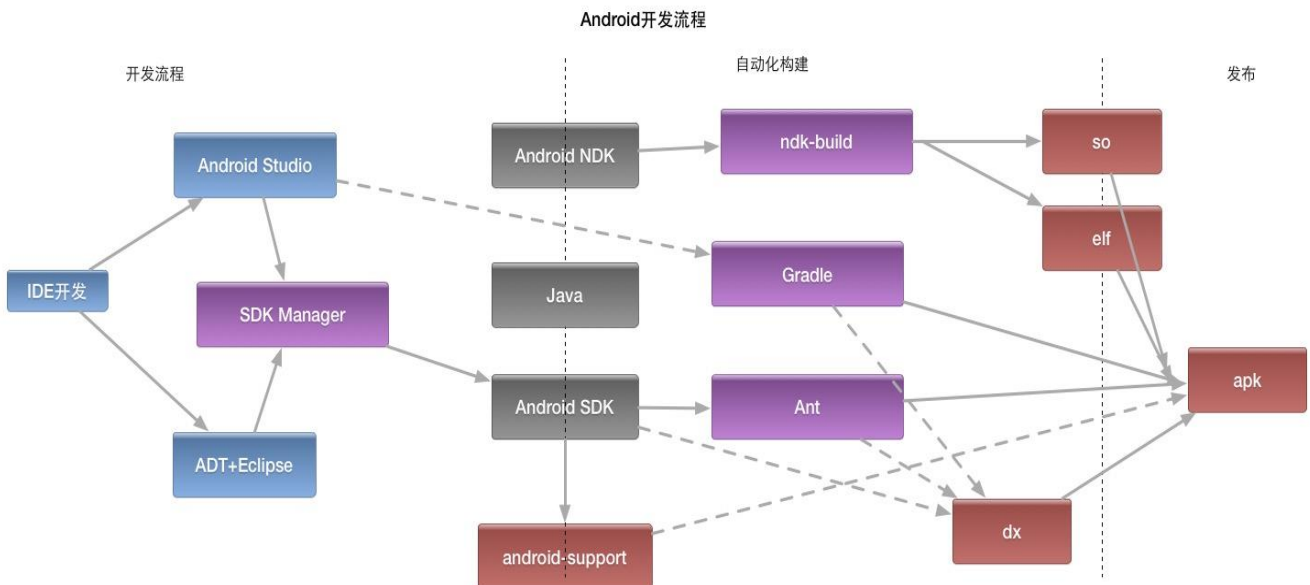 Android开发流程
开发流程
自动化构建
发布
Android Studio
Android NDK
ndk-build
so
elf
IDE开发
SDK Manager
Java
Gradle
apk
Android SDK
Ant
ADT+Eclipse
android-support
dx